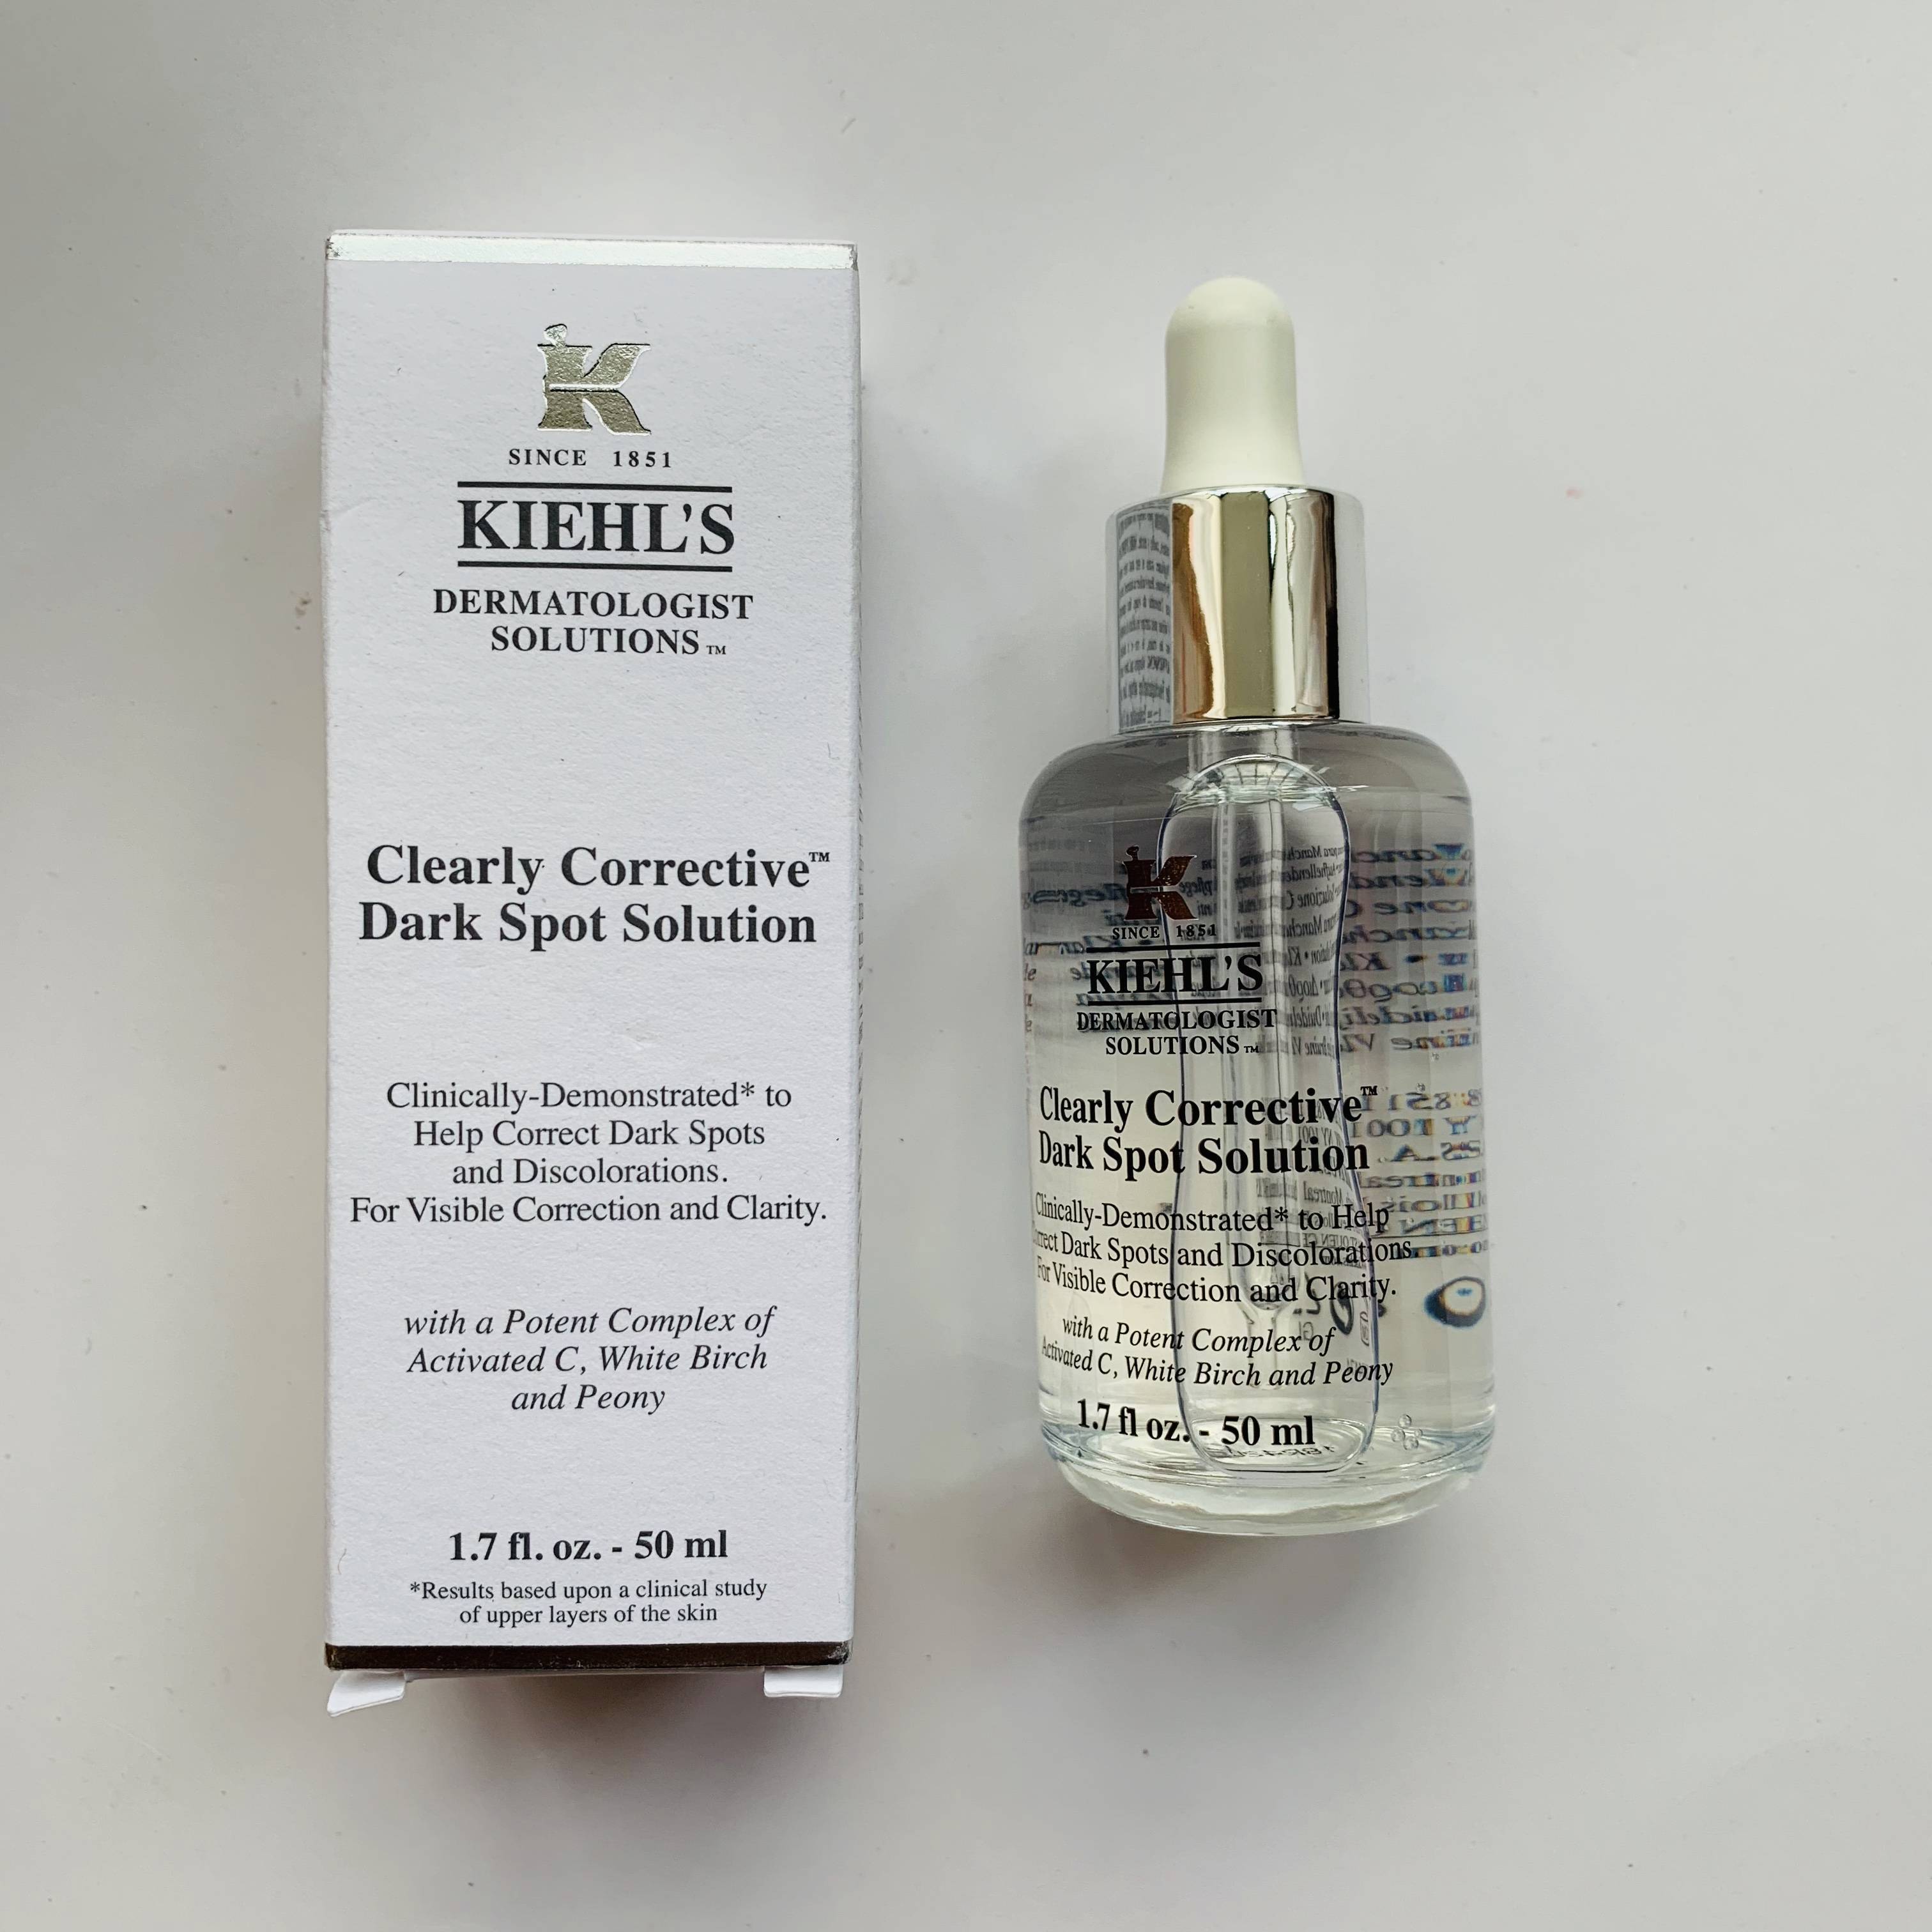 SINCE 1851
KIEHL'S
DERMATOLOGIST
SOLUTIONS™
Clearly Corrective™
Dark Spot Solution
Clinically-Demonstrated* to
Help Correct Dark Spots
and Discolorations.
For Visible Correction and Clarity.
with a Potent Complex of
Activated C, White Birch
and Peony
1.7 fl. oz. - 50 ml
*Results based upon a clinical study
of upper layers of the skin
SINCE 1851
KIEHL'S
DERMATOLOGIST
SOLUTIONS™
Clearly Corrective™
Dark Spot Solution
Clinically-Demonstrated* to Help
Correct Dark Spots and Discolorations.
For Visible Correction and Clarity.
with a Potent Complex of
Activated C, White Birch and Peony
1.7 fl oz. - 50 ml